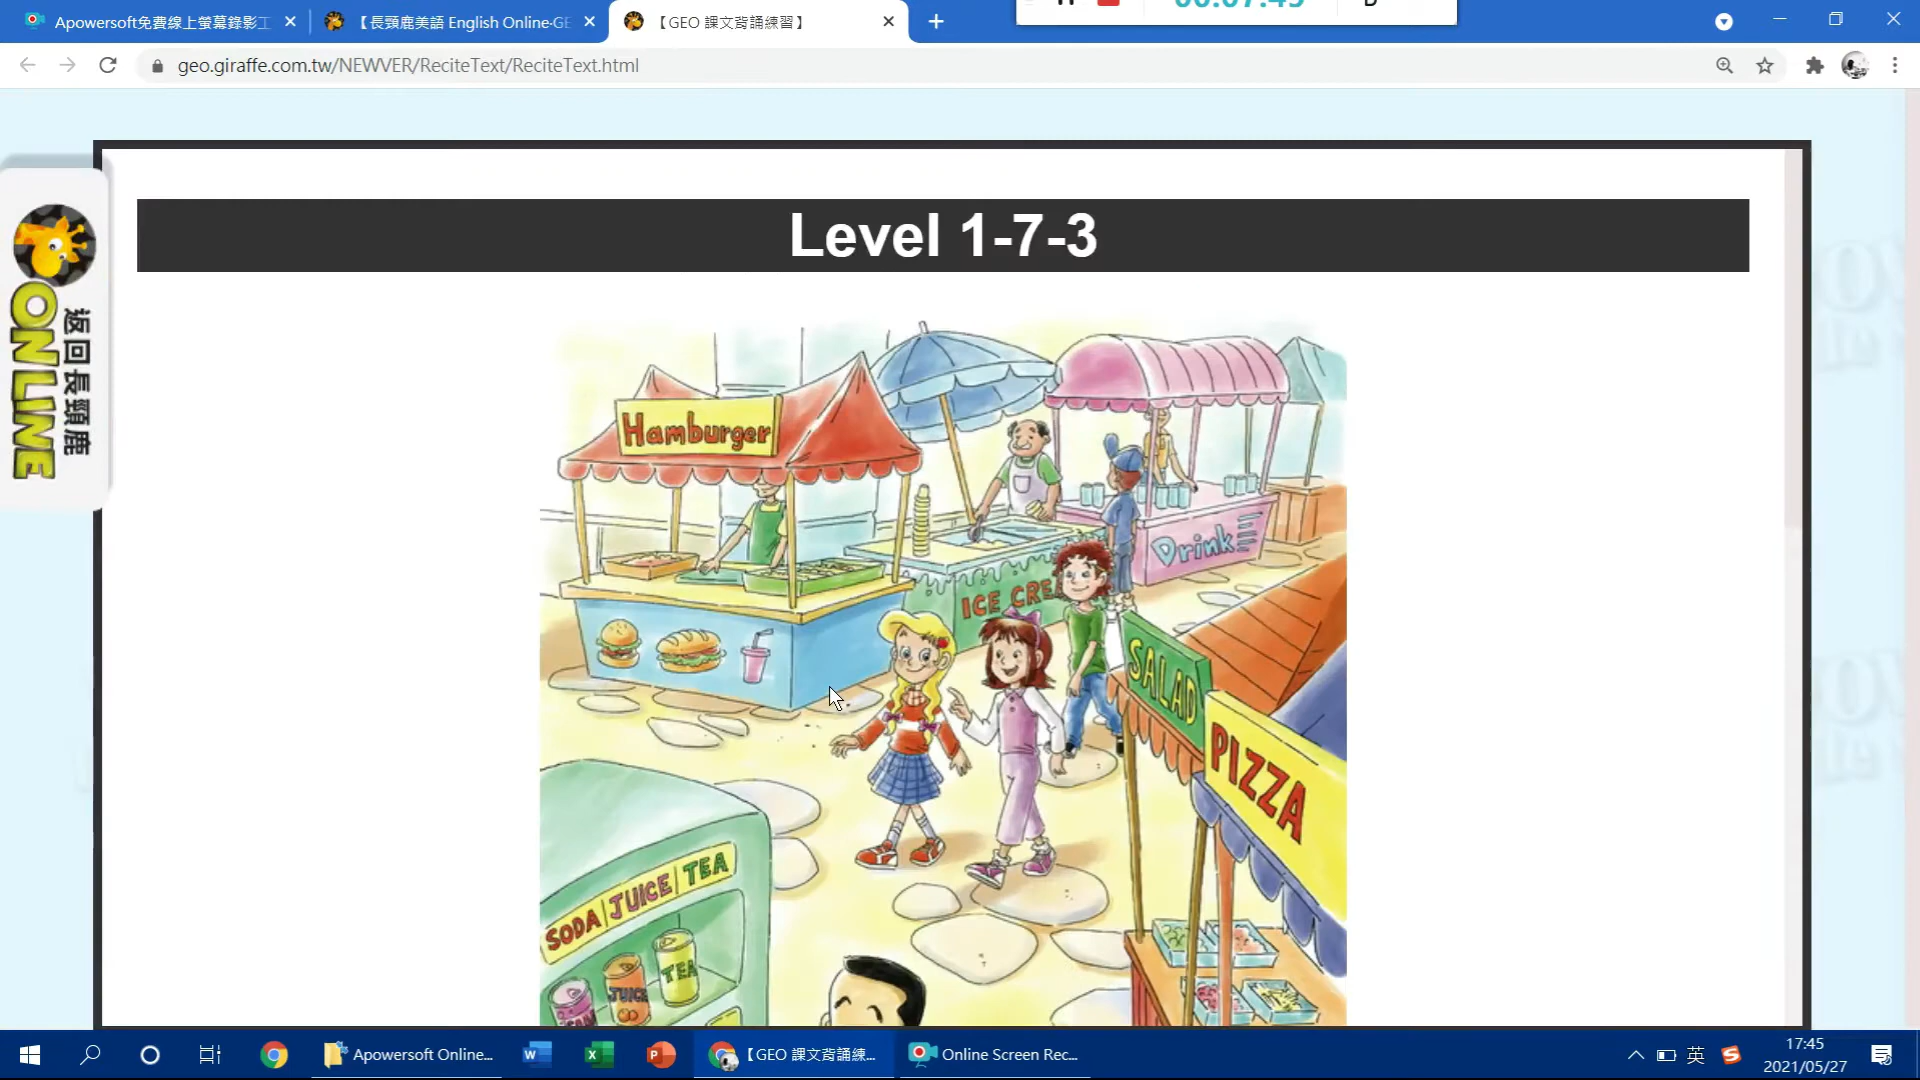 Apowersoft免費線上螢幕錄影工
【長頸鹿美語 English Online-GE
【GEO 課文背誦練習】
geo.giraffe.com.tw/NEWVER/ReciteText/ReciteText.html
返回長頸鹿
ONLINE
Level 1-7-3
Hamburger
Drink
ICE CREA
SALAD
PIZZA
SODA JUICE TEA
TEA
JUICE
Apowersoft Online...
【GEO 課文背誦練...
Online Screen Rec...
英
17:45
2021/05/27